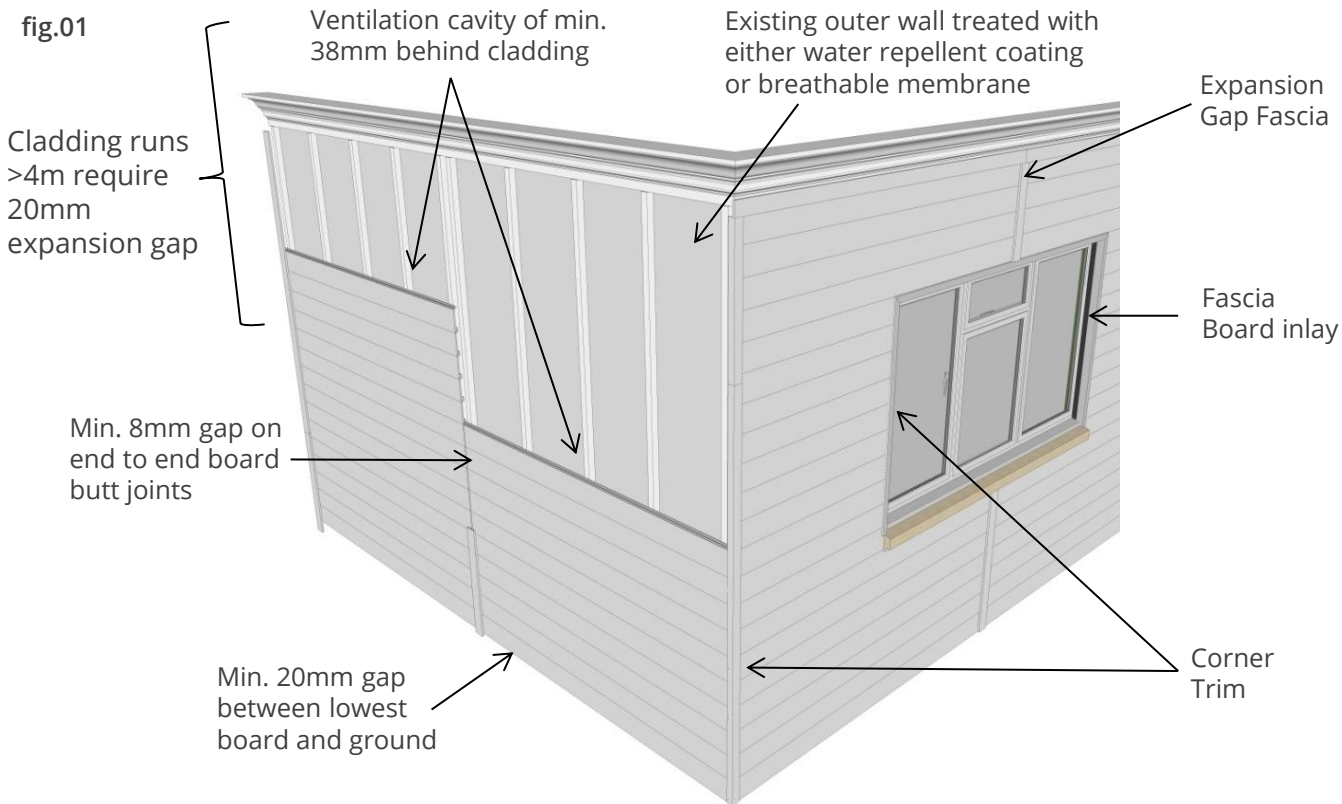 fig.01
Ventilation cavity of min.
38mm behind cladding
Existing outer wall treated with
either water repellent coating
or breathable membrane
Expansion
Gap Fascia
Cladding runs
>4m require
20mm
expansion gap
Fascia
Board inlay
Min. 8mm gap on
end to end board
butt joints
Corner
Trim
Min. 20mm gap
between lowest
board and ground